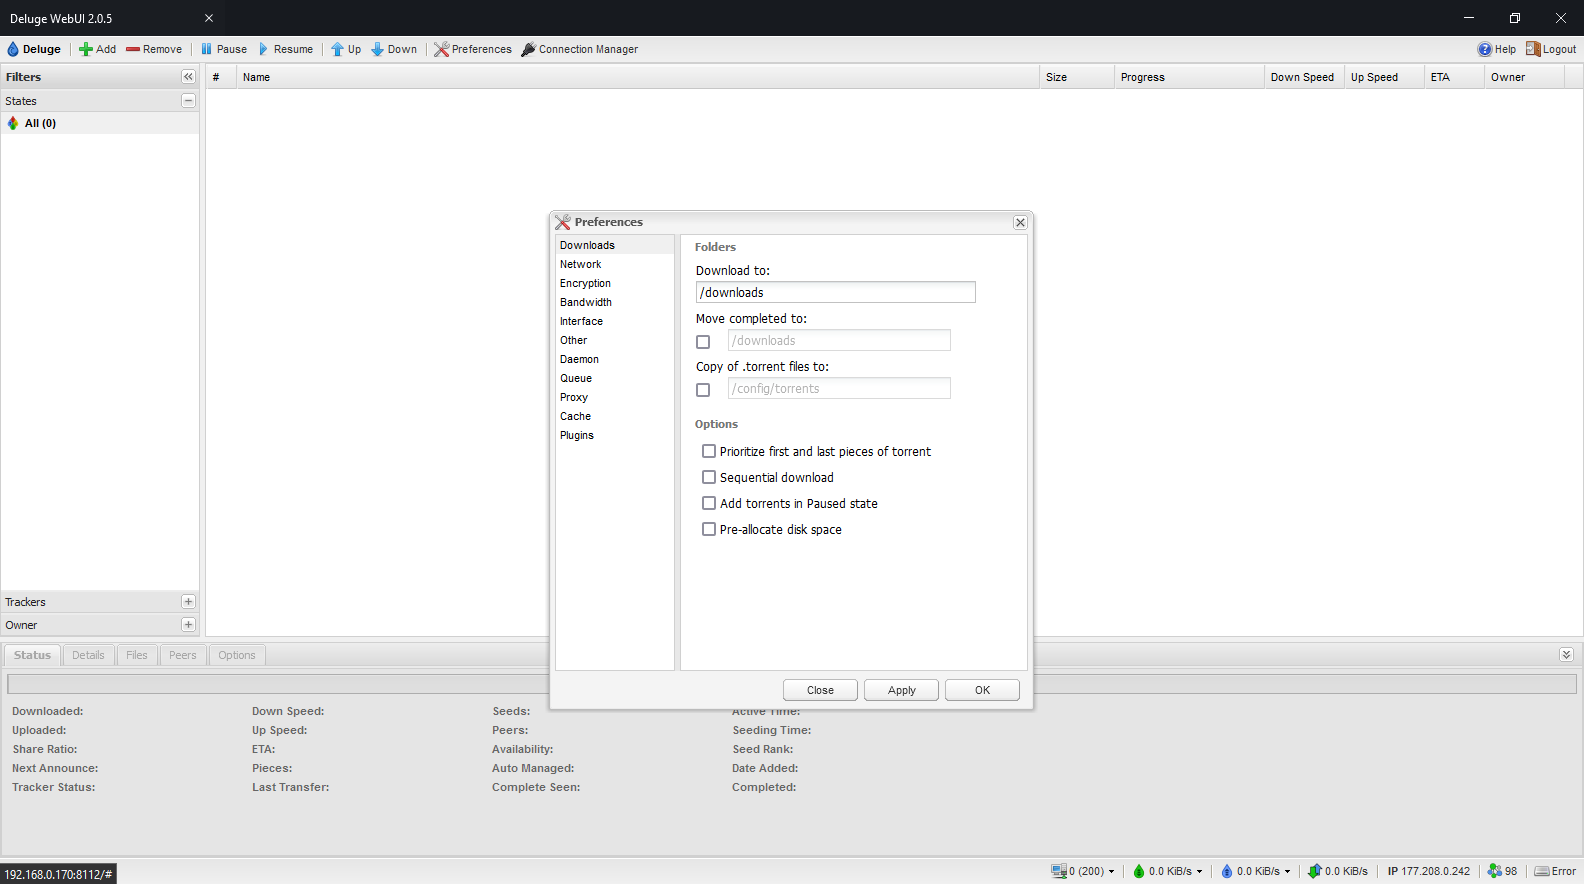 Deluge WebUI 2.0.5
Deluge Add Remove Pause Resume Up Down Preferences Connection Manager Help Logout
Filters
# Name Size Progress Down Speed Up Speed ETA Owner
States
All (0)
Preferences
Downloads
Network
Encryption
Bandwidth
Interface
Other
Daemon
Queue
Proxy
Cache
Plugins
Folders
Download to:
/downloads
Move completed to:
/downloads
Copy of .torrent files to:
/config/torrents
Options
Prioritize first and last pieces of torrent
Sequential download
Add torrents in Paused state
Pre-allocate disk space
Close Apply OK
Trackers
Owner
Status Details Files Peers Options
Downloaded: Down Speed: Seeds: Active Time:
Uploaded: Up Speed: Peers: Seeding Time:
Share Ratio: ETA: Availability: Seed Rank:
Next Announce: Pieces: Auto Managed: Date Added:
Tracker Status: Last Transfer: Complete Seen: Completed:
192.168.0.170:8112/# 0 (200) 0.0 KiB/s 0.0 KiB/s 0.0 KiB/s IP 177.208.0.242 98 Error